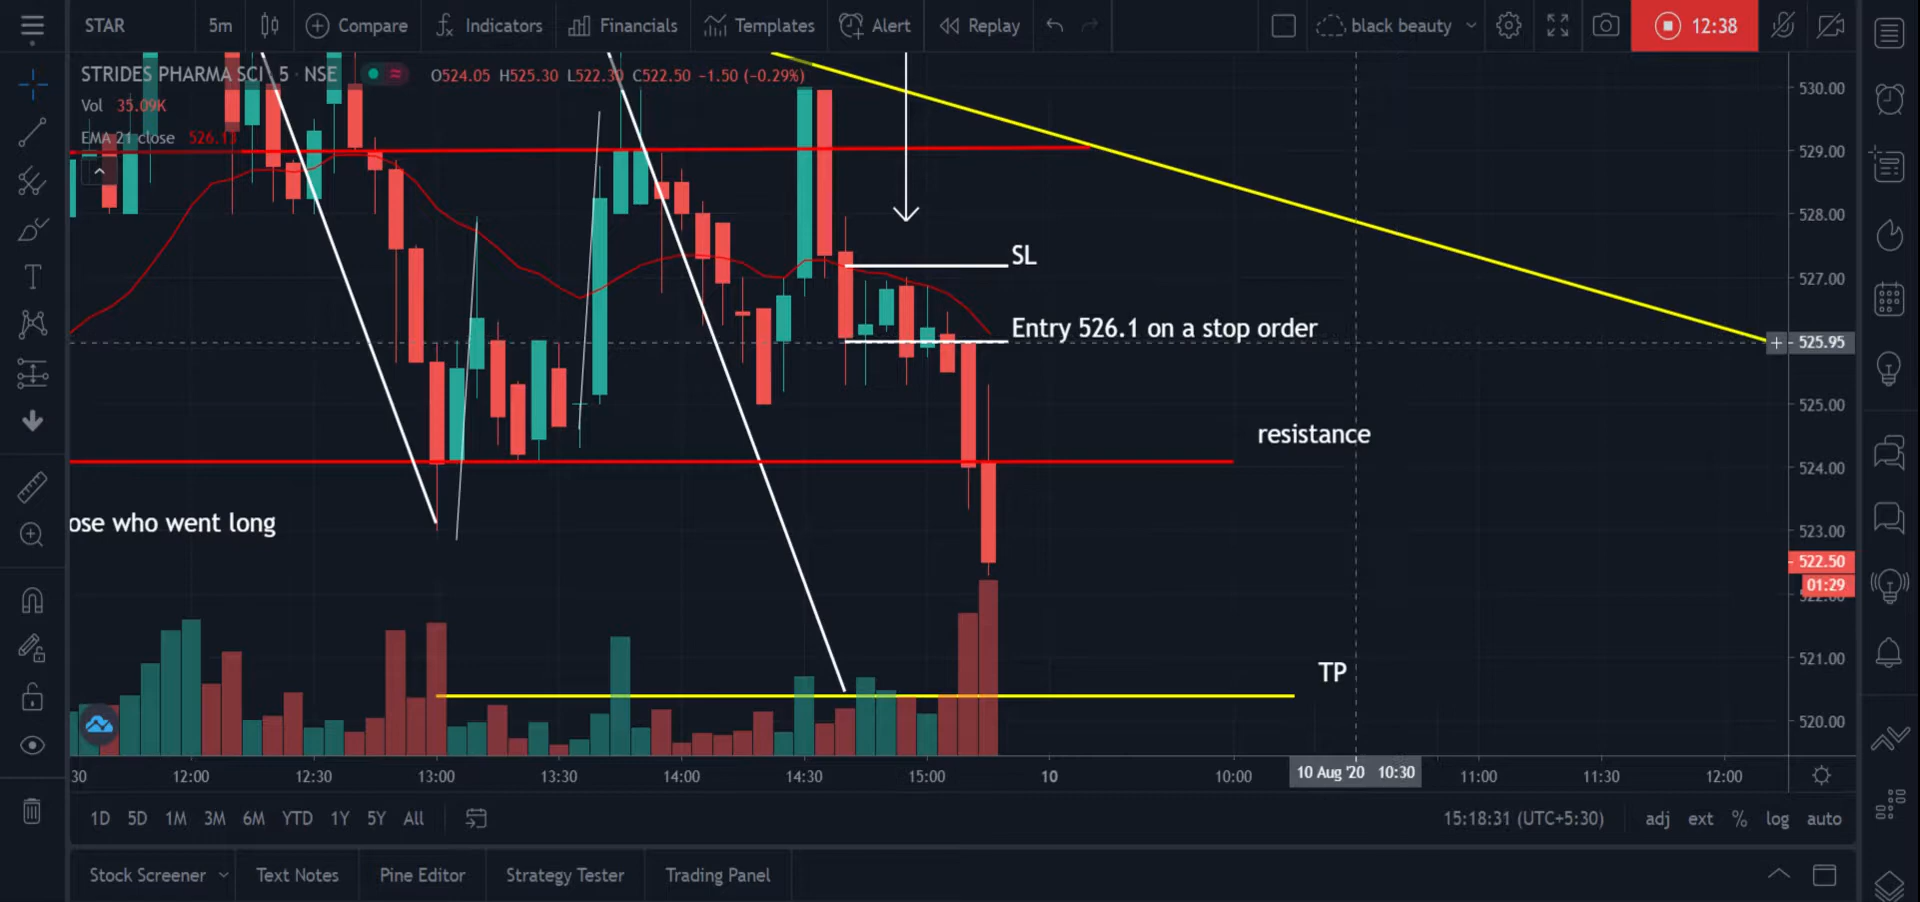 STAR 5m Compare Indicators Financials Templates Alert Replay black beauty 12:38
STRIDES PHARMA SCI 5 NSE O524.05 H525.30 L522.30 C522.50 −1.50 (−0.29%)
Vol 35.09K
EMA 21 close
530.00
529.00
528.00
SL
527.00
Entry 526.1 on a stop order
525.95
525.00
resistance
524.00
ose who went long
523.00
522.50
01:29
521.00
TP
520.00
30 12:00 12:30 13:00 13:30 14:00 14:30 15:00 10 10:00 10 Aug '20 10:30 11:00 11:30 12:00
1D 5D 1M 3M 6M YTD 1Y 5Y All 15:18:31 (UTC+5:30) adj ext % log auto
Stock Screener Text Notes Pine Editor Strategy Tester Trading Panel